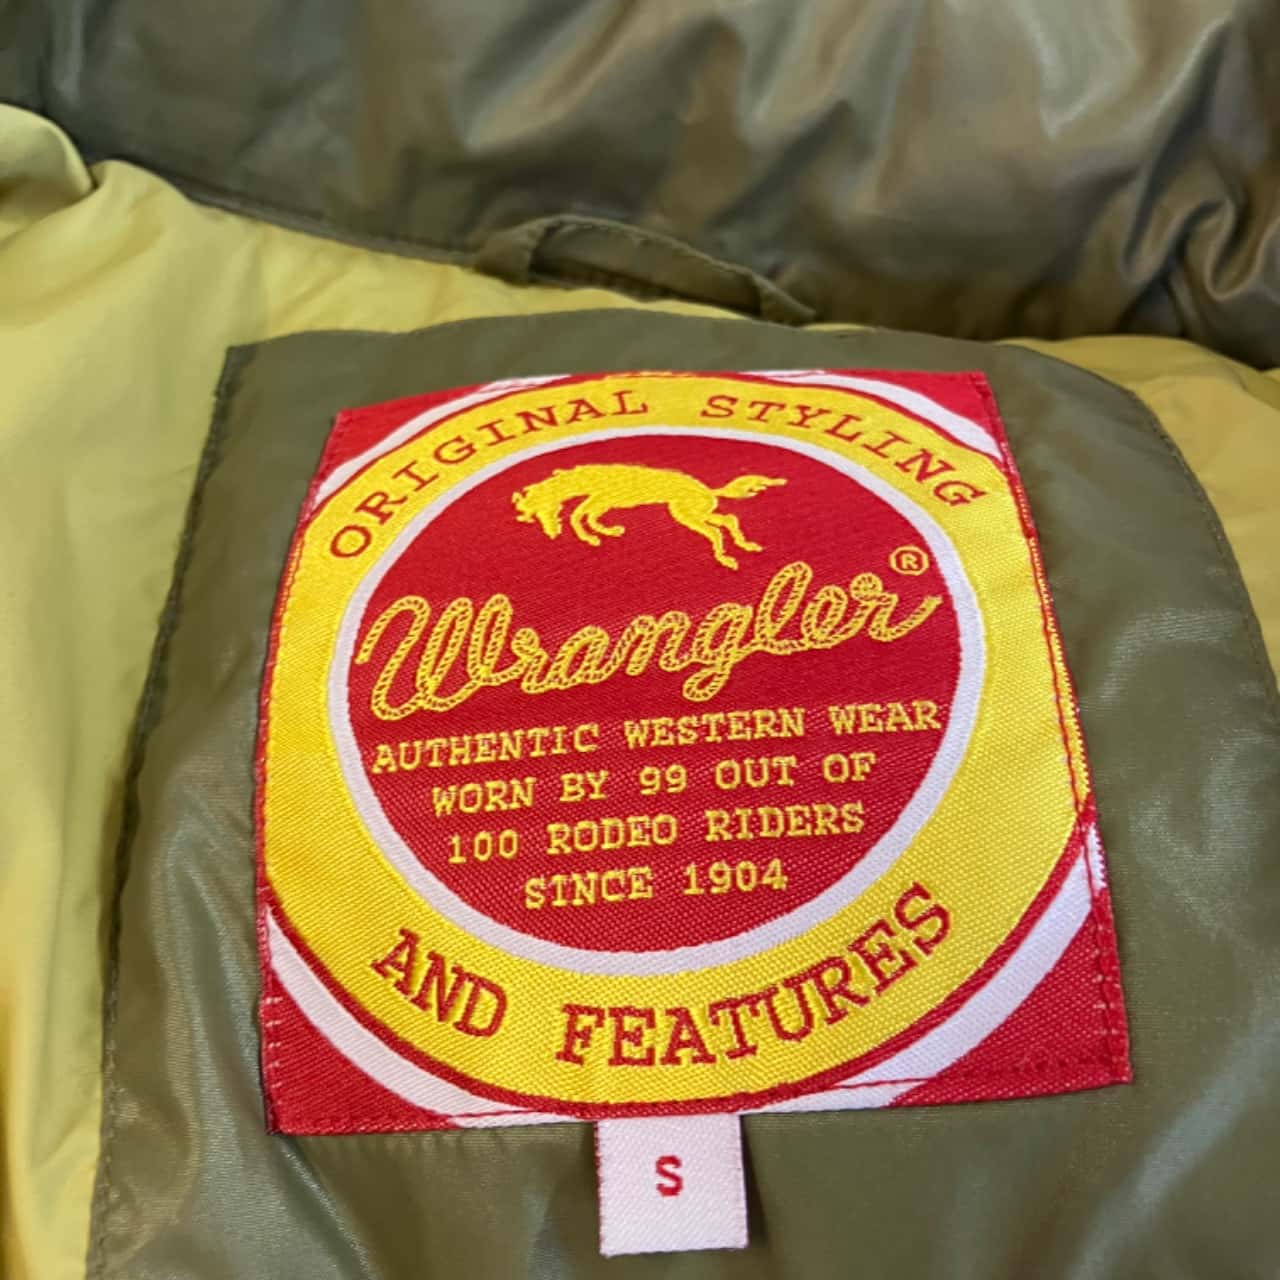 ORIGINAL STYLING
Wrangler®
AUTHENTIC WESTERN WEAR
WORN BY 99 OUT OF
100 RODEO RIDERS
SINCE 1904
AND FEATURES
S